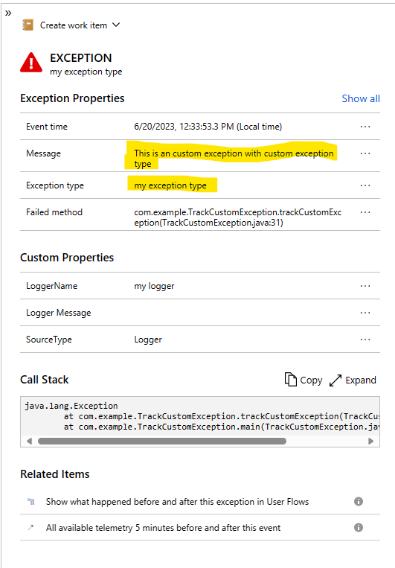 »
Create work item
EXCEPTION
my exception type
Exception Properties
Show all
Event time
6/20/2023, 12:33:53.3 PM (Local time)
Message
This is an custom exception with custom exception
type
Exception type
my exception type
Failed method
com.example.TrackCustomException.trackCustomExc
eption(TrackCustomException.java:31)
Custom Properties
LoggerName
my logger
Logger Message
SourceType
Logger
Call Stack
Copy
Expand
java.lang.Exception
at com.example.TrackCustomException.trackCustomException(TrackCus
at com.example.TrackCustomException.main(TrackCustomException.jav
Related Items
Show what happened before and after this exception in User Flows
All available telemetry 5 minutes before and after this event